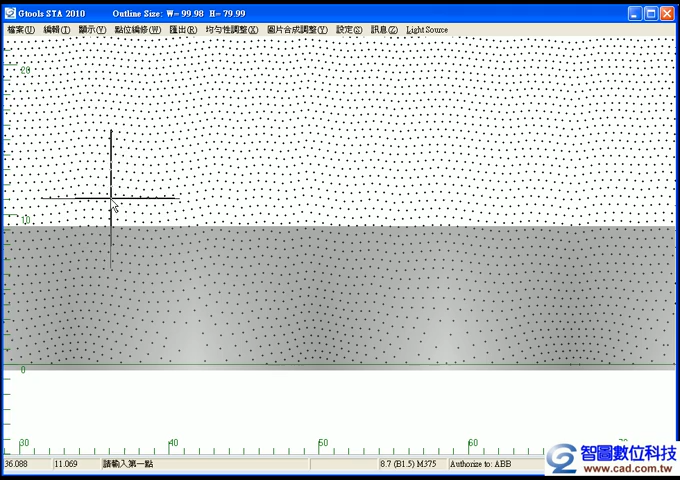 Gtools STA 2010 Outline Size: W= 99.98 H= 79.99
檔案(U) 編輯(T) 顯示(Y) 點位編修(W) 匯出(R) 均勻性調整(X) 圖片合成調整(V) 設定(S) 訊息(Z) Light Source
20
10
0
30 40 50 60
36.088 11.069 請輸入第一點 8.7 (B1.5) M375 Authorize to: ABB
智圖數位科技
www.cad.com.tw